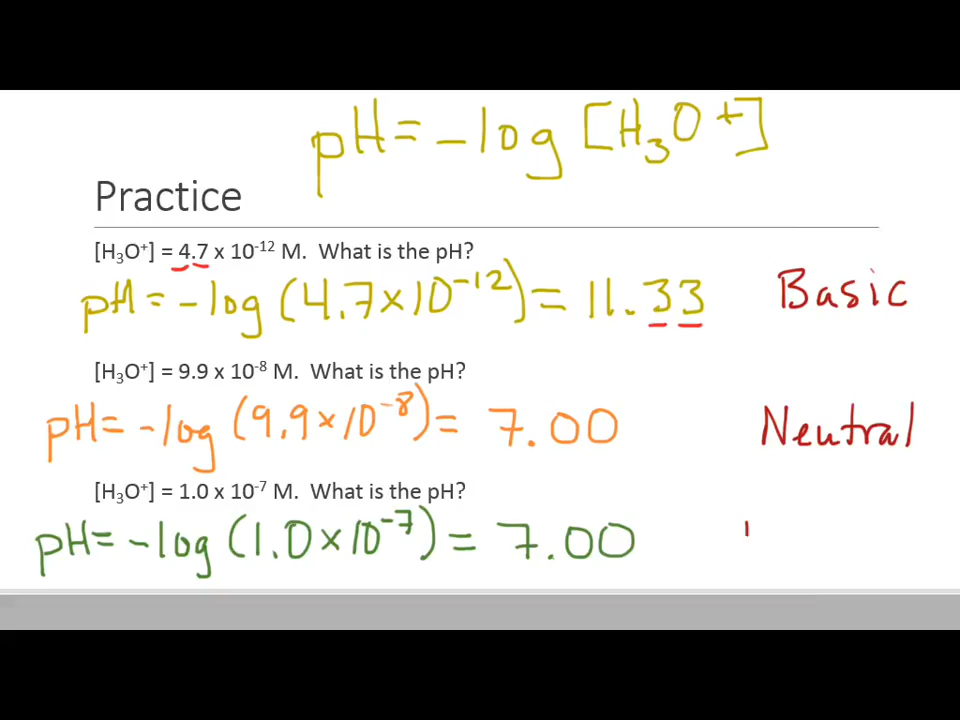 pH = -log [H₃O⁺]
Practice
[H₃O⁺] = 4.7 x 10⁻¹² M. What is the pH?
pH = -log (4.7 × 10⁻¹²) = 11.33 Basic
[H₃O⁺] = 9.9 x 10⁻⁸ M. What is the pH?
pH = -log (9.9 × 10⁻⁸) = 7.00 Neutral
[H₃O⁺] = 1.0 x 10⁻⁷ M. What is the pH?
pH = -log (1.0 × 10⁻⁷) = 7.00